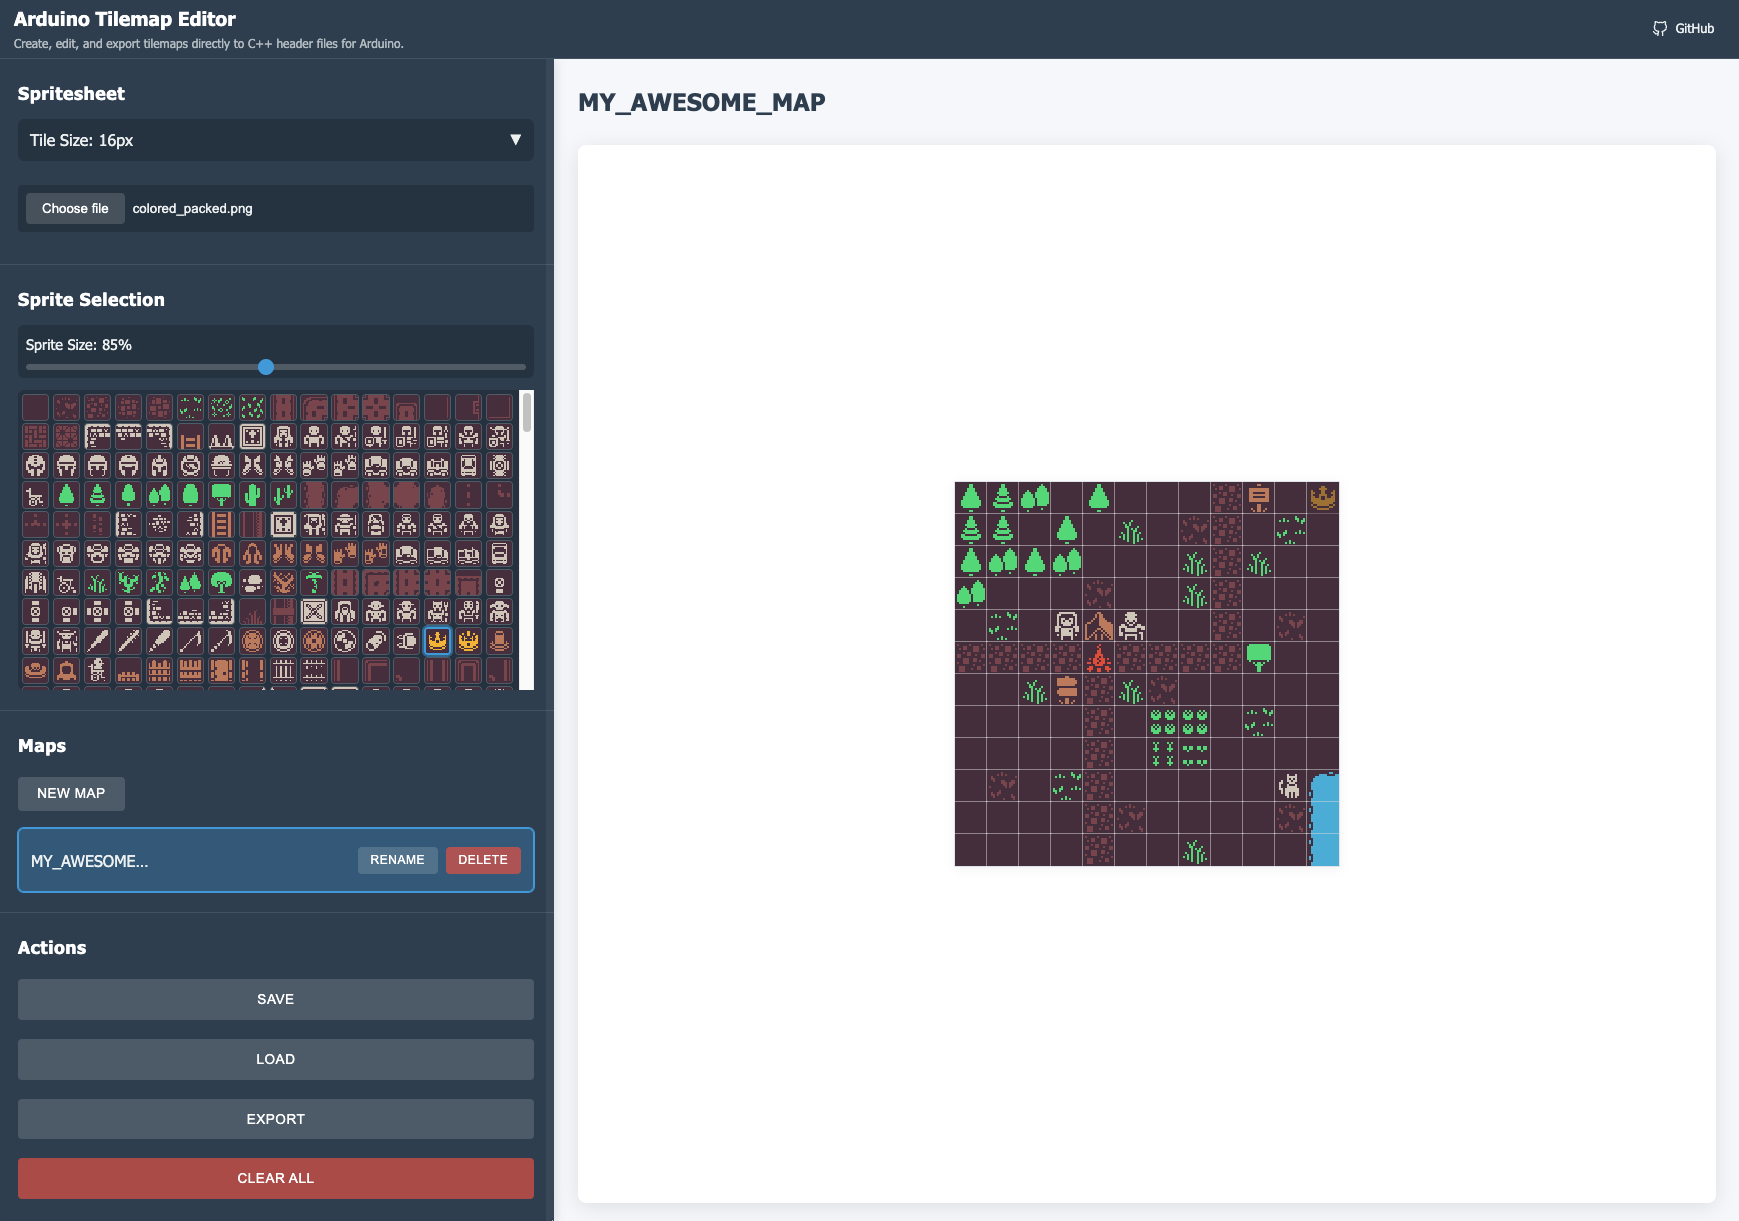 Arduino Tilemap Editor
Create, edit, and export tilemaps directly to C++ header files for Arduino.
GitHub
Spritesheet
Tile Size: 16px
Choose file colored_packed.png
Sprite Selection
Sprite Size: 85%
Maps
NEW MAP
MY_AWESOME...
RENAME
DELETE
Actions
SAVE
LOAD
EXPORT
CLEAR ALL
MY_AWESOME_MAP